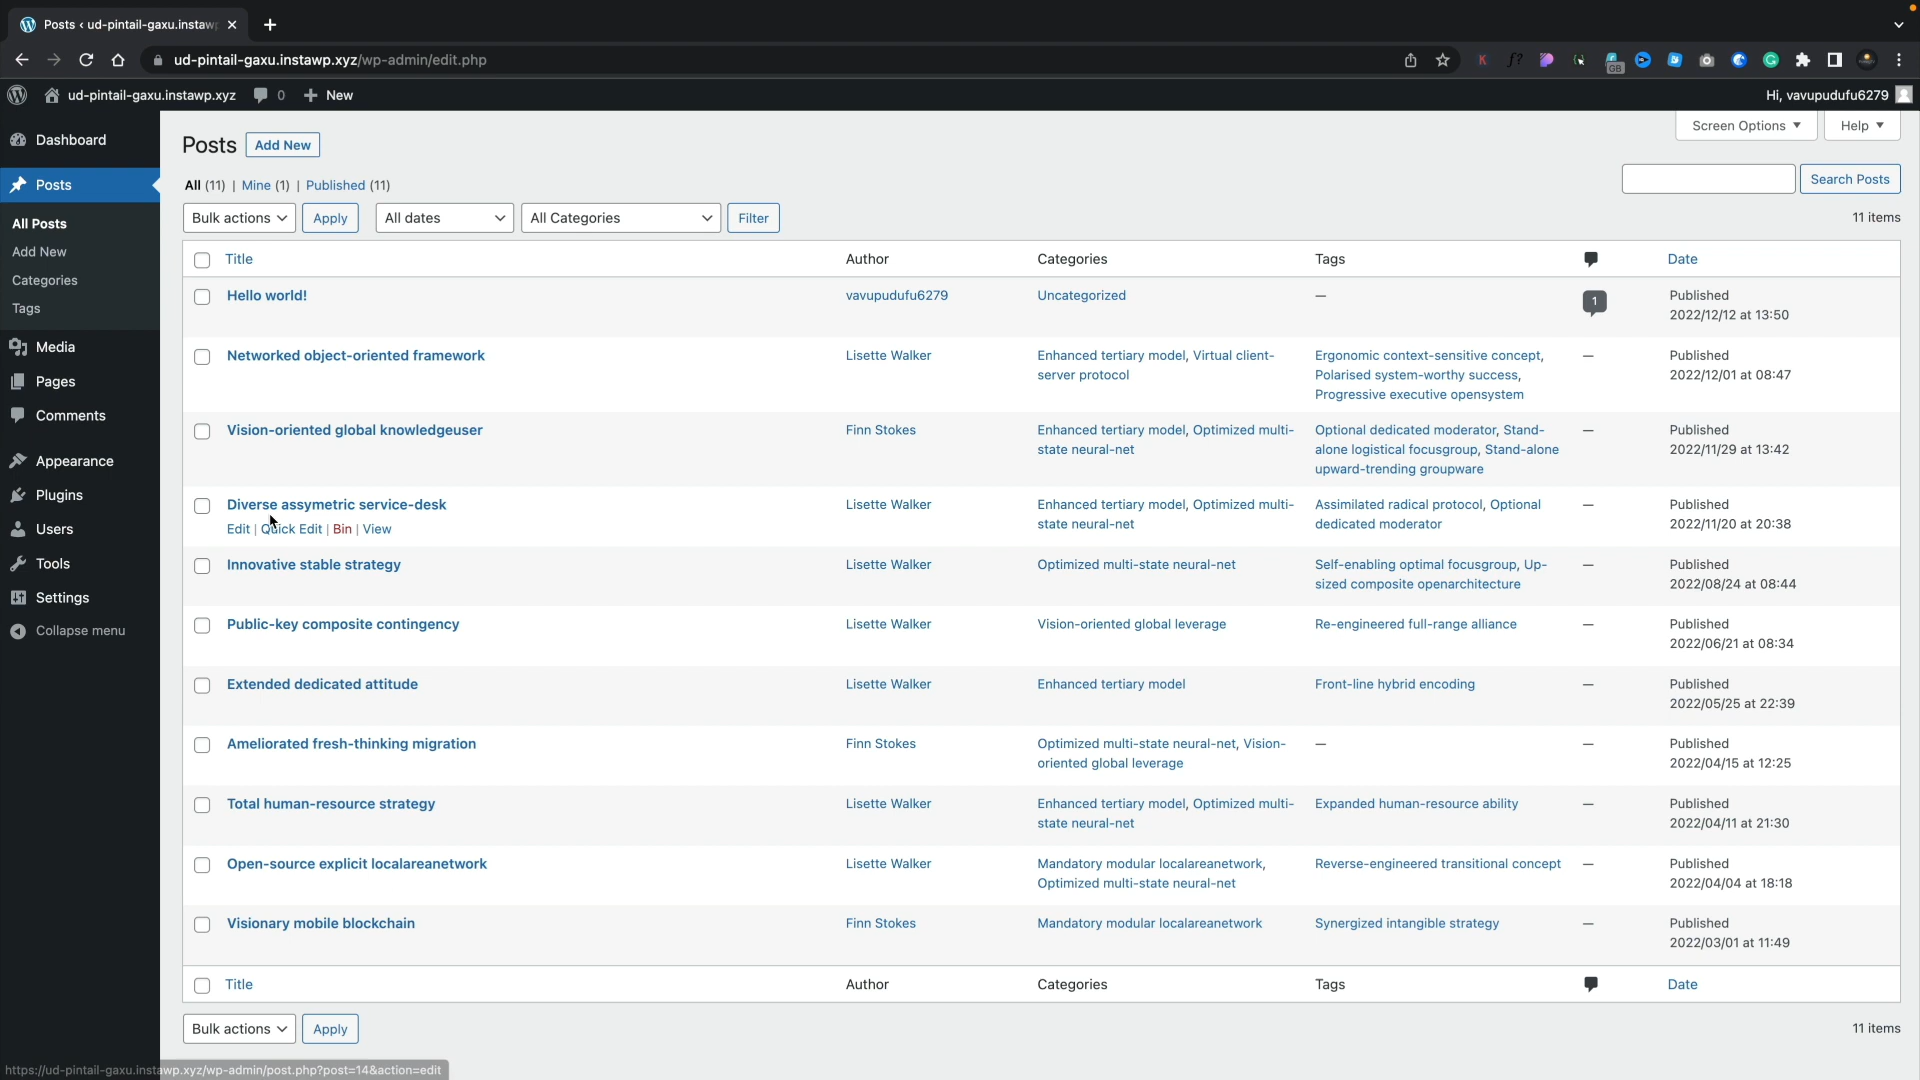 Posts ‹ ud-pintail-gaxu.instawp
ud-pintail-gaxu.instawp.xyz/wp-admin/edit.php
ud-pintail-gaxu.instawp.xyz 0 New
Hi, vavupudufu6279
Dashboard
Posts
All Posts
Add New
Categories
Tags
Media
Pages
Comments
Appearance
Plugins
Users
Tools
Settings
Collapse menu
Screen Options Help
Posts Add New
All (11) | Mine (1) | Published (11)
Search Posts
Bulk actions Apply All dates All Categories Filter
11 items
Title Author Categories Tags Date
Hello world! vavupudufu6279 Uncategorized — 1 Published
2022/12/12 at 13:50
Networked object-oriented framework Lisette Walker Enhanced tertiary model, Virtual client- Ergonomic context-sensitive concept, — Published
server protocol Polarised system-worthy success, 2022/12/01 at 08:47
Progressive executive opensystem
Vision-oriented global knowledgeuser Finn Stokes Enhanced tertiary model, Optimized multi- Optional dedicated moderator, Stand- — Published
state neural-net alone logistical focusgroup, Stand-alone 2022/11/29 at 13:42
upward-trending groupware
Diverse assymetric service-desk Lisette Walker Enhanced tertiary model, Optimized multi- Assimilated radical protocol, Optional — Published
Edit | Quick Edit | Bin | View state neural-net dedicated moderator 2022/11/20 at 20:38
Innovative stable strategy Lisette Walker Optimized multi-state neural-net Self-enabling optimal focusgroup, Up- — Published
sized composite openarchitecture 2022/08/24 at 08:44
Public-key composite contingency Lisette Walker Vision-oriented global leverage Re-engineered full-range alliance — Published
2022/06/21 at 08:34
Extended dedicated attitude Lisette Walker Enhanced tertiary model Front-line hybrid encoding — Published
2022/05/25 at 22:39
Ameliorated fresh-thinking migration Finn Stokes Optimized multi-state neural-net, Vision- — — Published
oriented global leverage 2022/04/15 at 12:25
Total human-resource strategy Lisette Walker Enhanced tertiary model, Optimized multi- Expanded human-resource ability — Published
state neural-net 2022/04/11 at 21:30
Open-source explicit localareanetwork Lisette Walker Mandatory modular localareanetwork, Reverse-engineered transitional concept — Published
Optimized multi-state neural-net 2022/04/04 at 18:18
Visionary mobile blockchain Finn Stokes Mandatory modular localareanetwork Synergized intangible strategy — Published
2022/03/01 at 11:49
Title Author Categories Tags Date
Bulk actions Apply 11 items
https://ud-pintail-gaxu.instawp.xyz/wp-admin/post.php?post=14&action=edit